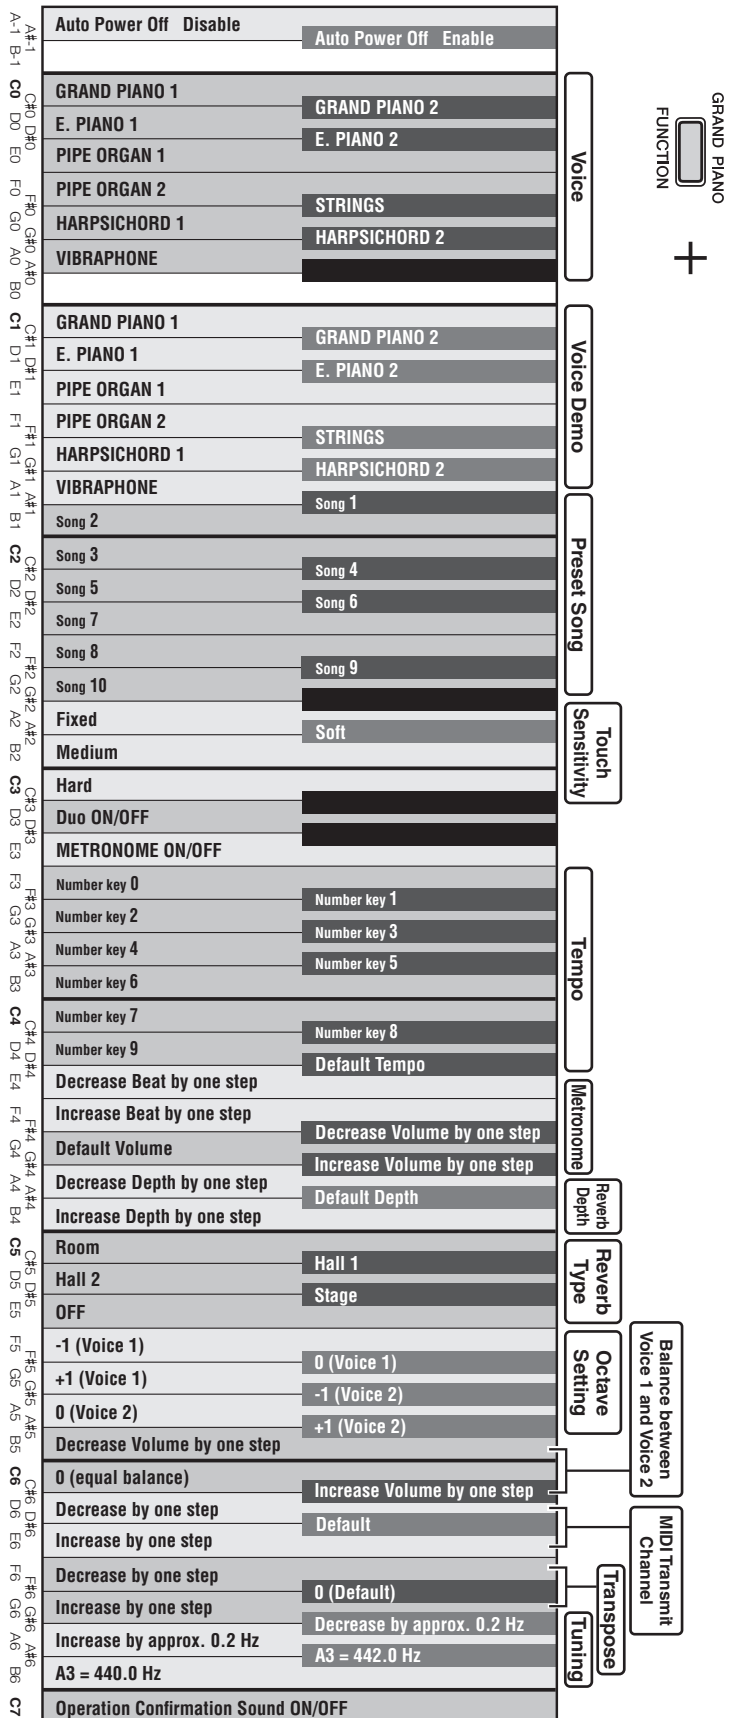 GRAND PIANO
FUNCTION
+
A#-1
A-1 B-1
Auto Power Off Disable
Auto Power Off Enable
Voice
C#0 D#0 F#0 G#0 A#0
C0 D0 E0 F0 G0 A0 B0
GRAND PIANO 1
GRAND PIANO 2
E. PIANO 1
E. PIANO 2
PIPE ORGAN 1
PIPE ORGAN 2
STRINGS
HARPSICHORD 1
HARPSICHORD 2
VIBRAPHONE
Voice Demo
C#1 D#1 F#1 G#1 A#1
C1 D1 E1 F1 G1 A1 B1
GRAND PIANO 1
GRAND PIANO 2
E. PIANO 1
E. PIANO 2
PIPE ORGAN 1
PIPE ORGAN 2
STRINGS
HARPSICHORD 1
HARPSICHORD 2
VIBRAPHONE
Preset Song
Song 1
Song 2
C#2 D#2 F#2 G#2 A#2
C2 D2 E2 F2 G2 A2 B2
Song 3
Song 4
Song 5
Song 6
Song 7
Song 8
Song 9
Song 10
Touch
Sensitivity
Fixed
Soft
Medium
C#3 D#3 F#3 G#3 A#3
C3 D3 E3 F3 G3 A3 B3
Hard
Duo ON/OFF
METRONOME ON/OFF
Tempo
Number key 0
Number key 1
Number key 2
Number key 3
Number key 4
Number key 5
Number key 6
C#4 D#4 F#4 G#4 A#4
C4 D4 E4 F4 G4 A4 B4
Number key 7
Number key 8
Number key 9
Default Tempo
Metronome
Decrease Beat by one step
Increase Beat by one step
Decrease Volume by one step
Default Volume
Increase Volume by one step
Reverb
Depth
Decrease Depth by one step
Default Depth
Increase Depth by one step
Reverb
Type
C#5 D#5 F#5 G#5 A#5
C5 D5 E5 F5 G5 A5 B5
Room
Hall 1
Hall 2
Stage
OFF
Octave
Setting
-1 (Voice 1)
0 (Voice 1)
+1 (Voice 1)
-1 (Voice 2)
0 (Voice 2)
+1 (Voice 2)
Balance between
Voice 1 and Voice 2
Decrease Volume by one step
C#6 D#6 F#6 G#6 A#6
C6 D6 E6 F6 G6 A6 B6
0 (equal balance)
Increase Volume by one step
MIDI Transmit
Channel
Decrease by one step
Default
Increase by one step
Transpose
Decrease by one step
0 (Default)
Increase by one step
Tuning
Decrease by approx. 0.2 Hz
Increase by approx. 0.2 Hz
A3 = 442.0 Hz
A3 = 440.0 Hz
C7
Operation Confirmation Sound ON/OFF